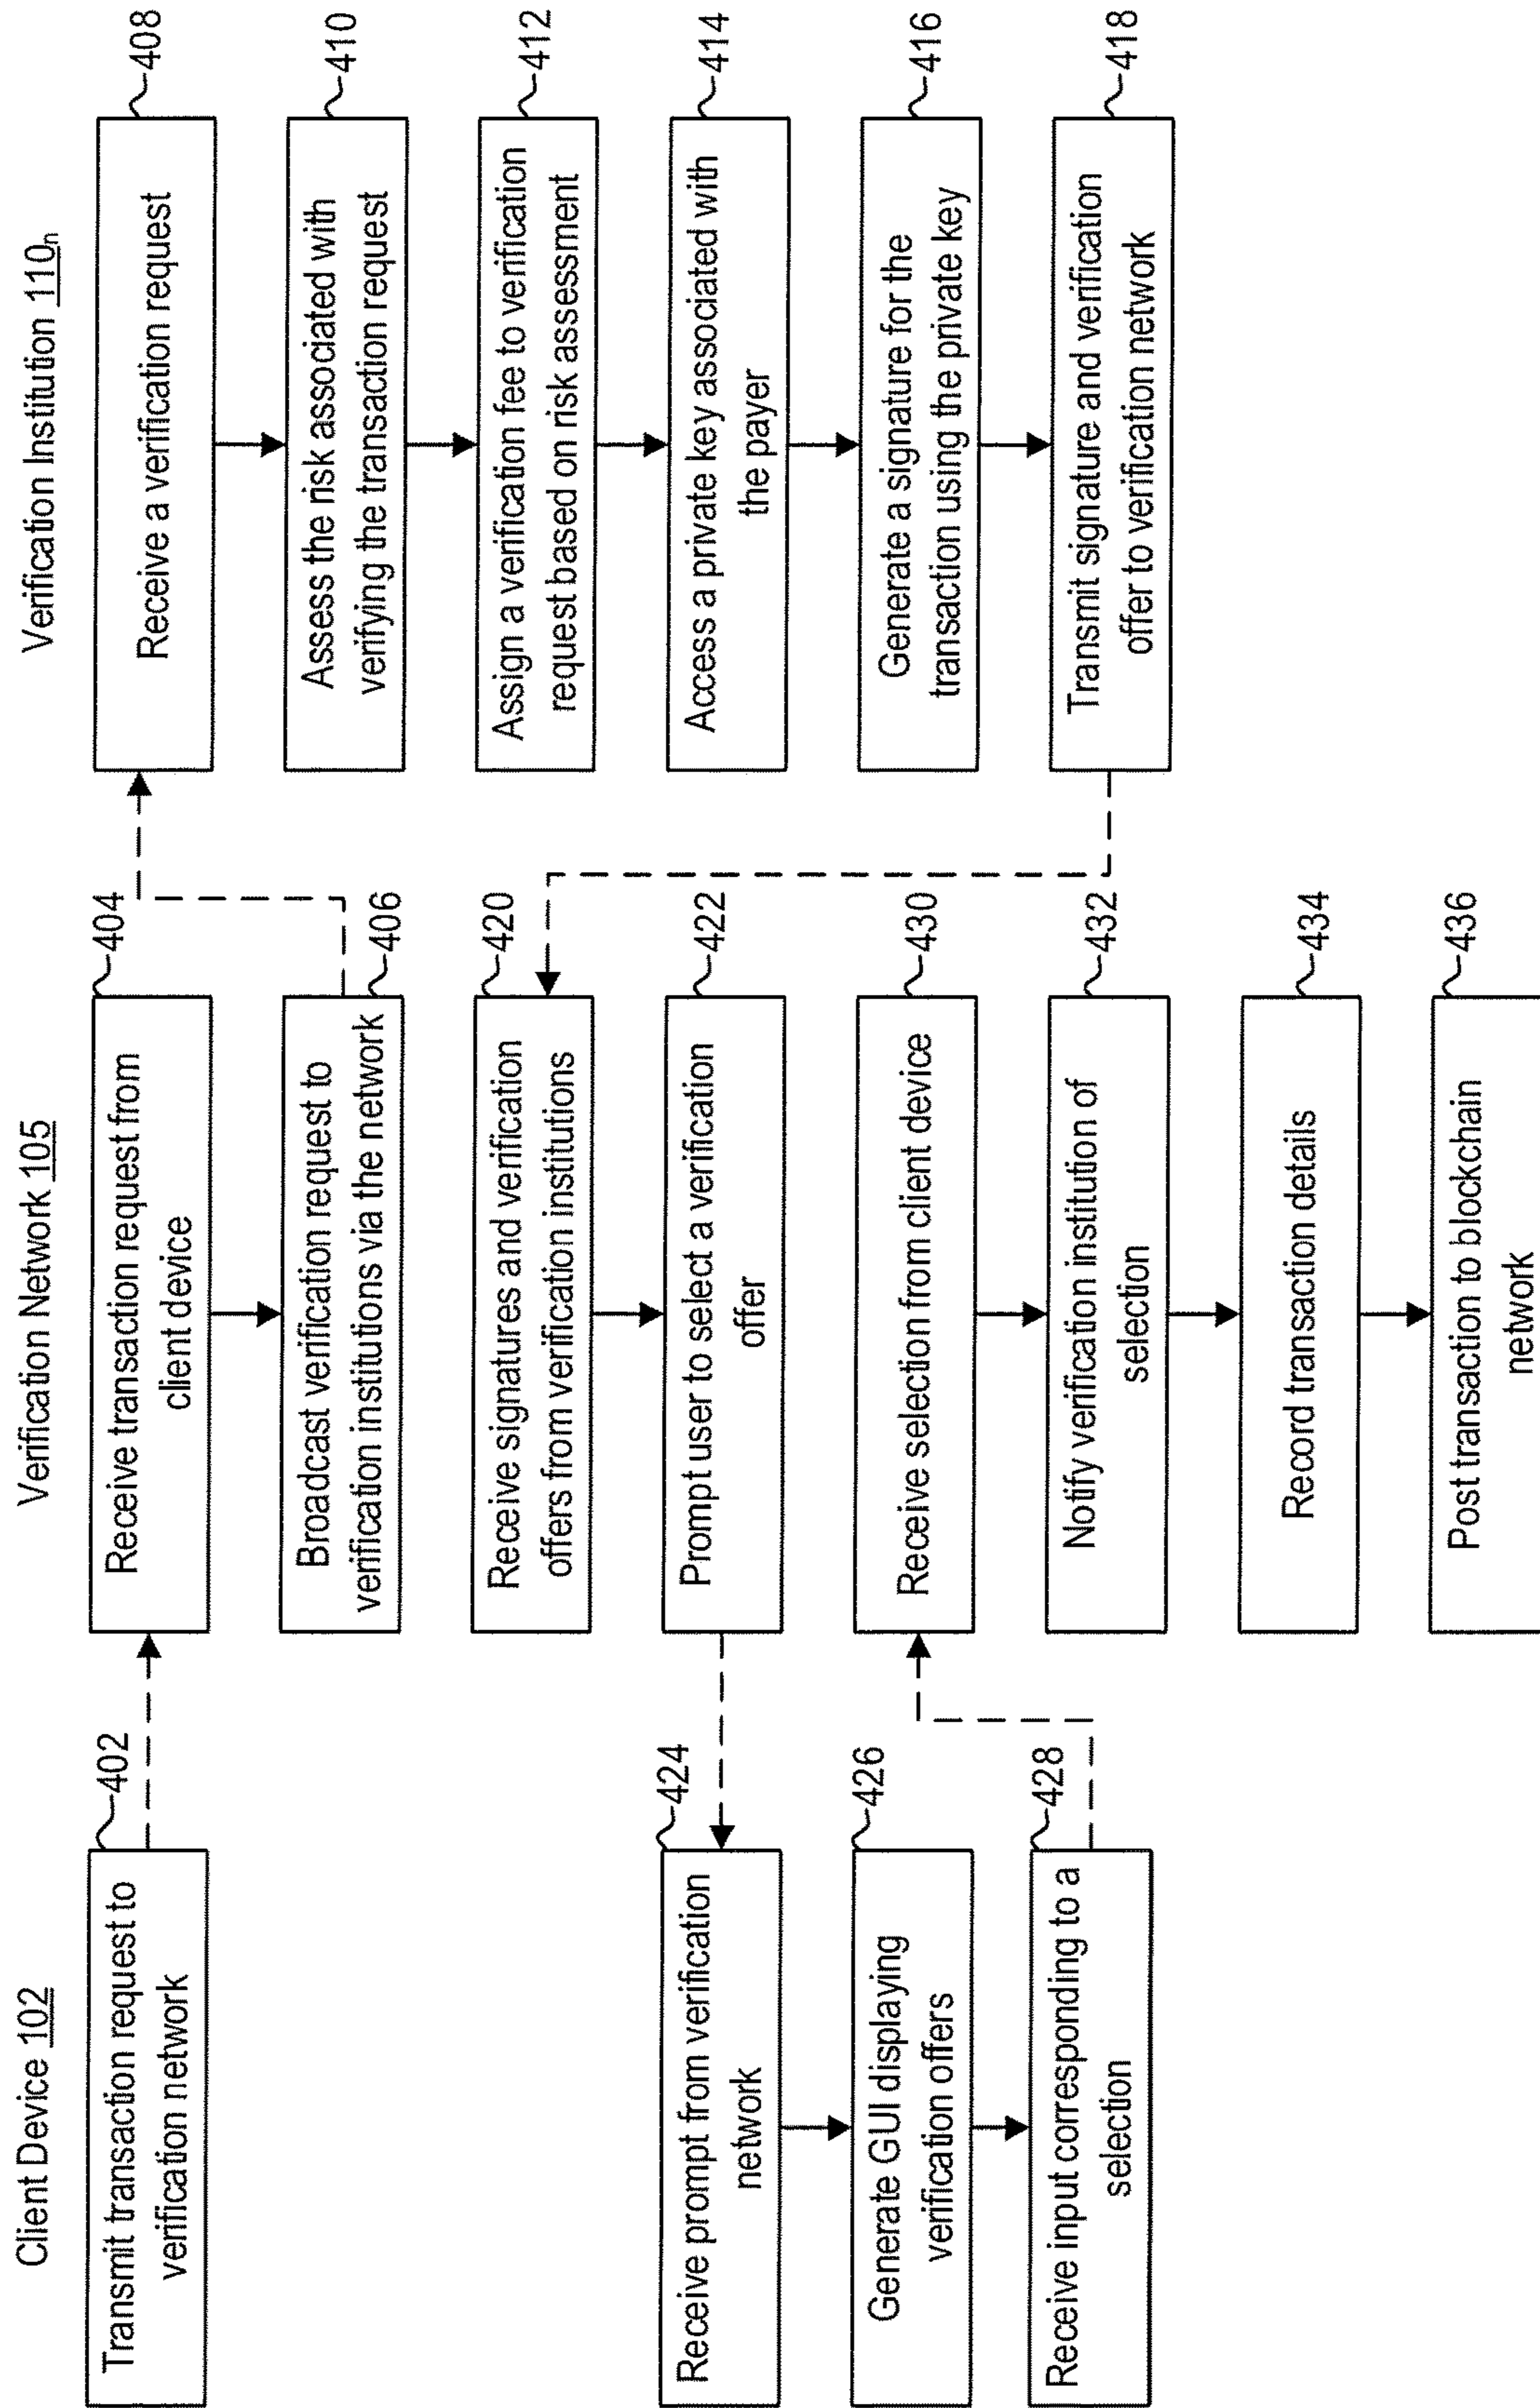 Client Device 102
Transmit transaction request to
verification network
402
Receive prompt from verification
network
424
Generate GUI displaying
verification offers
426
Receive input corresponding to a
selection
428
Verification Network 105
Receive transaction request from
client device
404
Broadcast verification request to
verification institutions via the network
406
Receive signatures and verification
offers from verification institutions
420
Prompt user to select a verification
offer
422
Receive selection from client device
430
Notify verification institution of
selection
432
Record transaction details
434
Post transaction to blockchain
network
436
Verification Institution 110n
Receive a verification request
408
Assess the risk associated with
verifying the transaction request
410
Assign a verification fee to verification
request based on risk assessment
412
Access a private key associated with
the payer
414
Generate a signature for the
transaction using the private key
416
Transmit signature and verification
offer to verification network
418